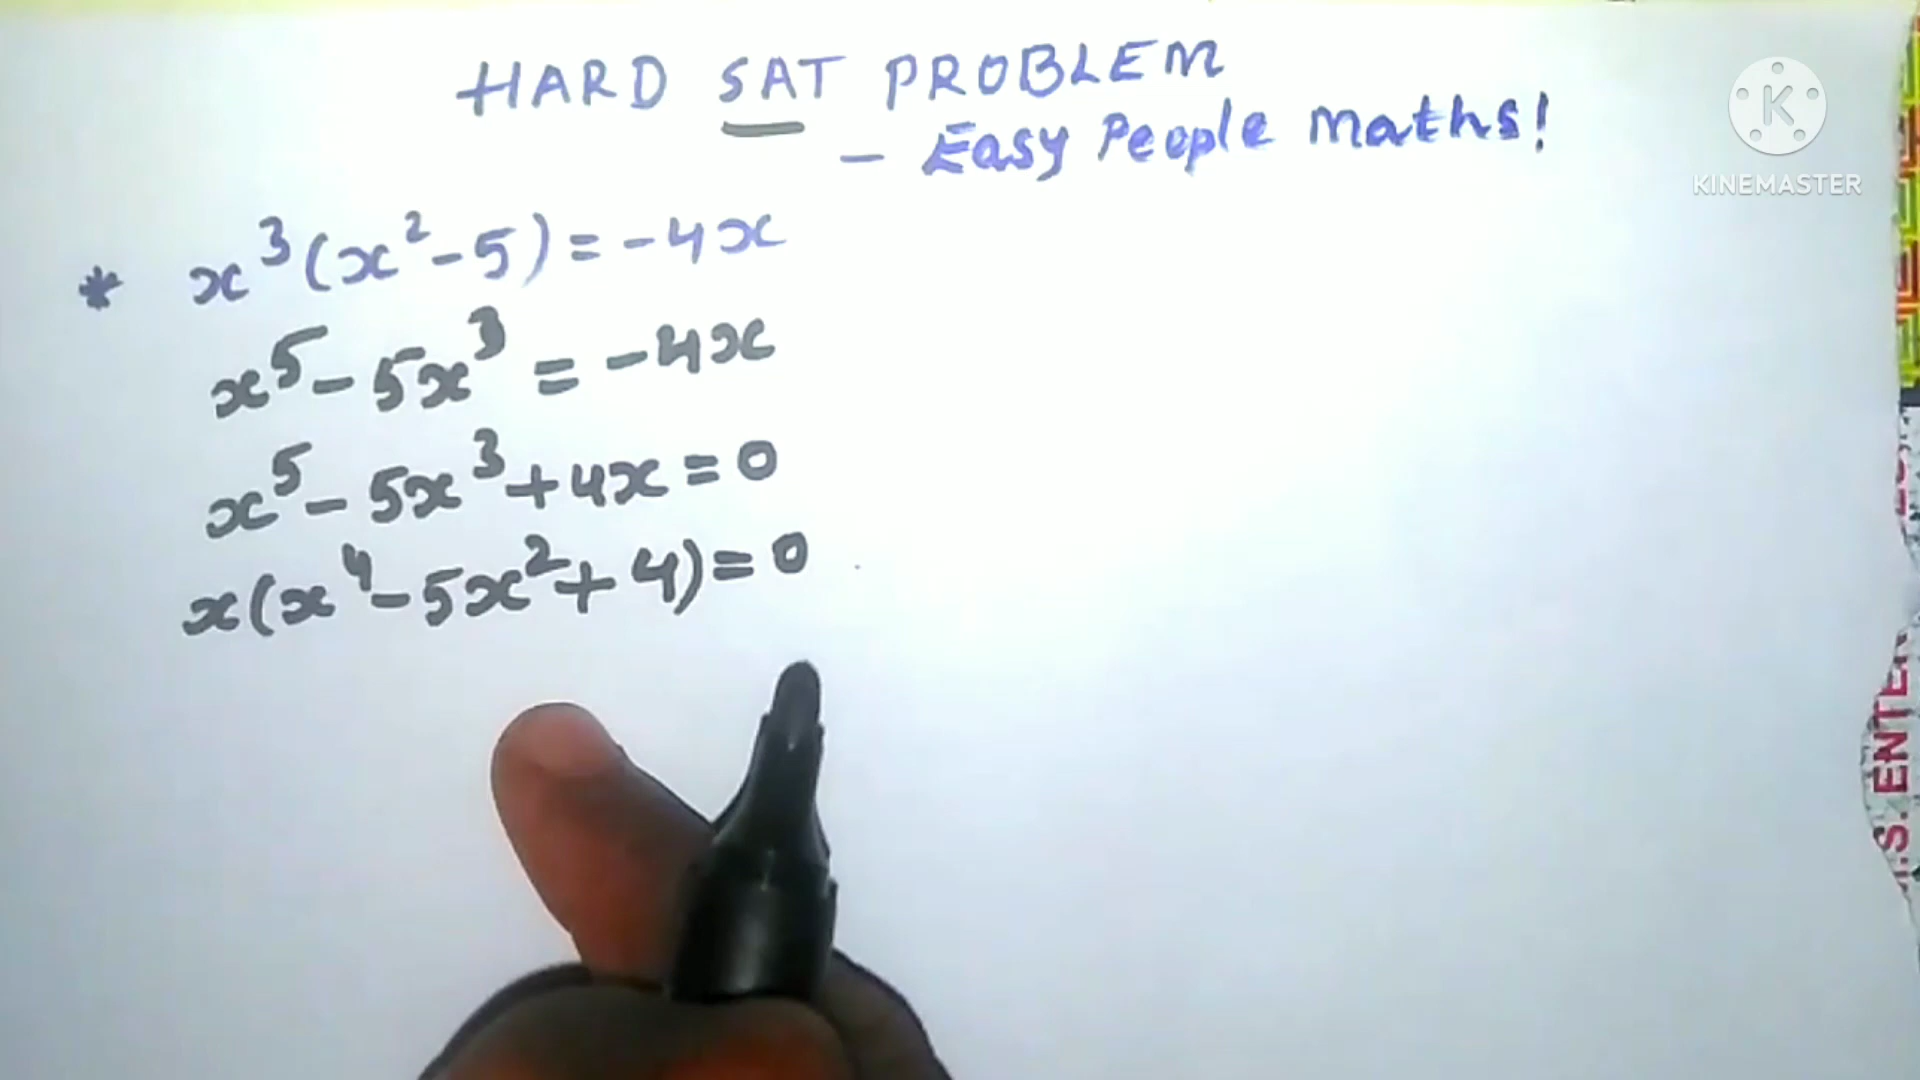 HARD SAT PROBLEM
- Easy People maths!
K
KINEMASTER
* x³(x²-5)=-4x
x⁵-5x³=-4x
x⁵-5x³+4x=0
x(x⁴-5x²+4)=0
S. ENTE